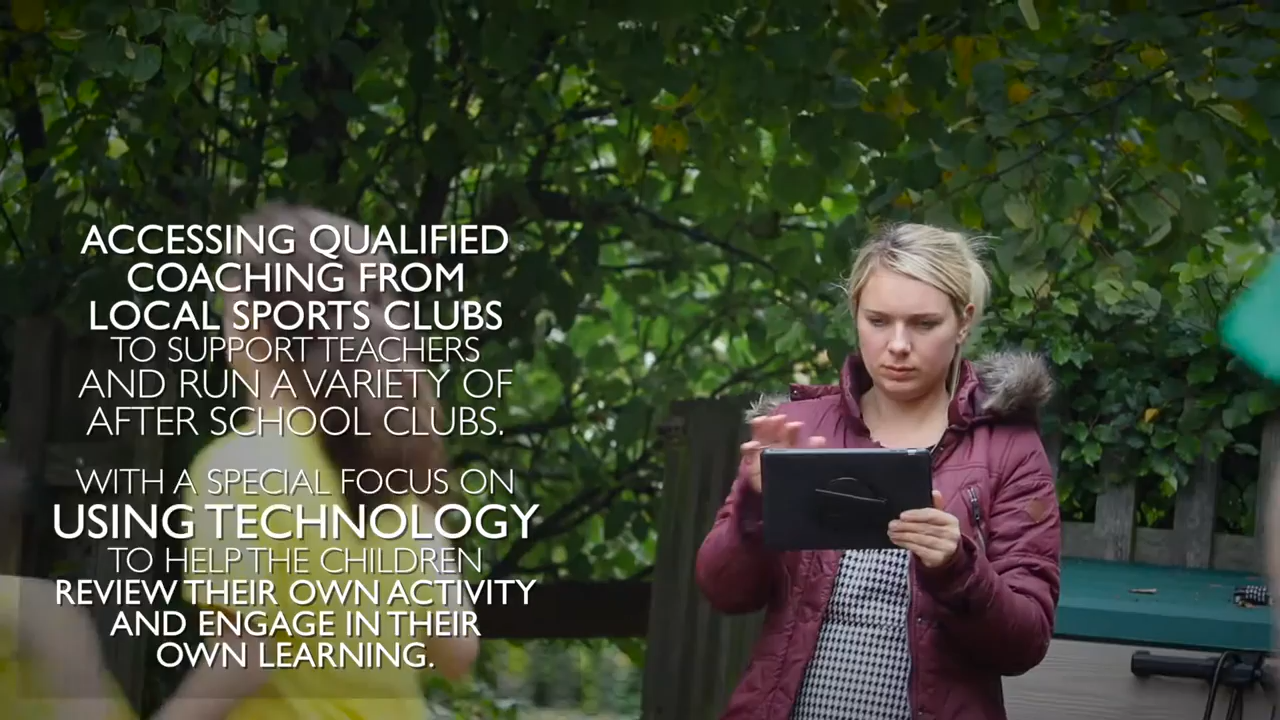 ACCESSING QUALIFIED
COACHING FROM
LOCAL SPORTS CLUBS
TO SUPPORT TEACHERS
AND RUN A VARIETY OF
AFTER SCHOOL CLUBS.
WITH A SPECIAL FOCUS ON
USING TECHNOLOGY
TO HELP THE CHILDREN
REVIEW THEIR OWN ACTIVITY
AND ENGAGE IN THEIR
OWN LEARNING.